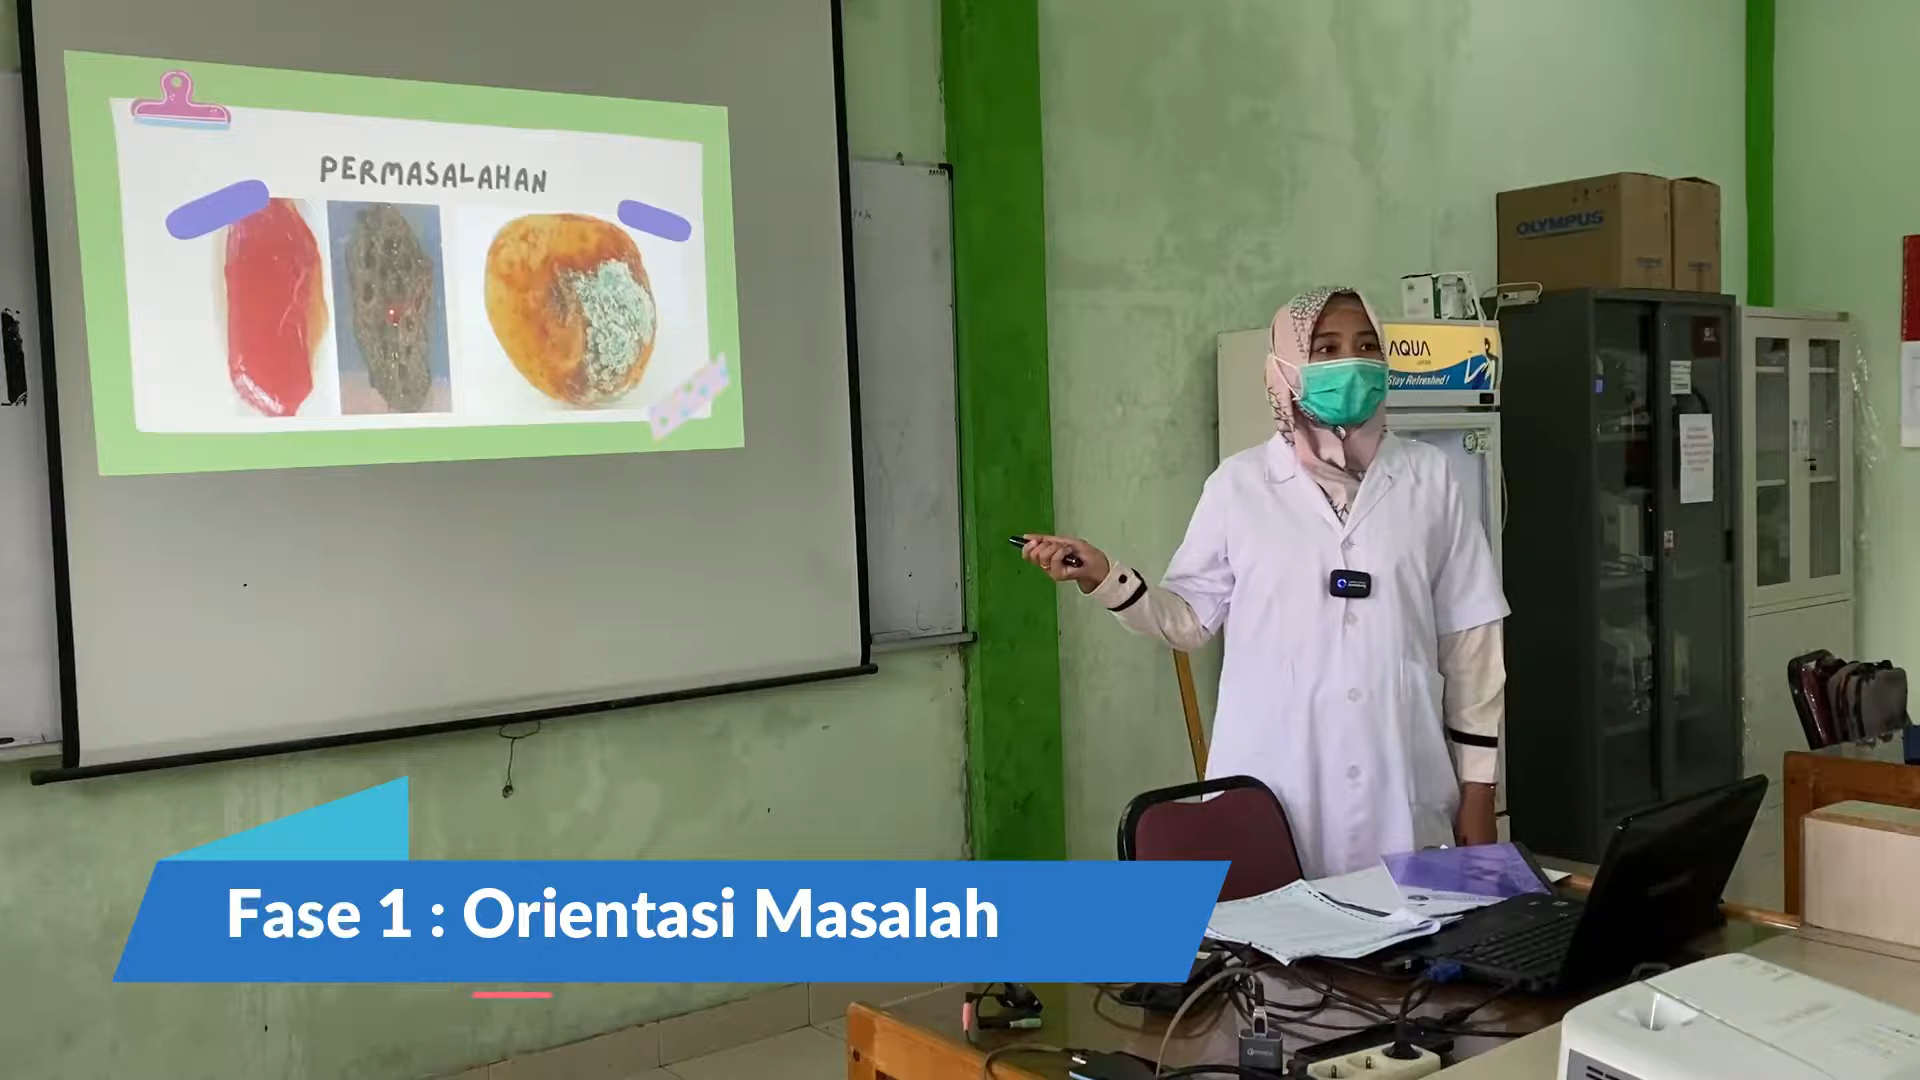 PERMASALAHAN
OLYMPUS
AQUA
Stay Refreshed!
Fase 1 : Orientasi Masalah